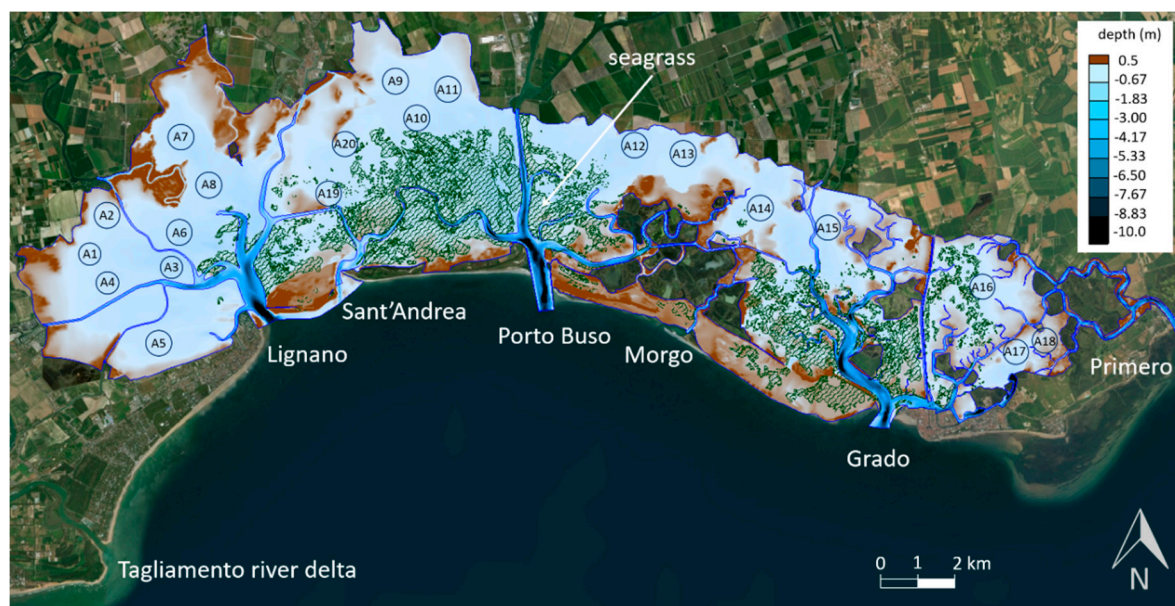 depth (m)
0.5
-0.67
-1.83
-3.00
-4.17
-5.33
-6.50
-7.67
-8.83
-10.0
seagrass
A9
A11
A10
A7
A20
A12
A13
A8
A19
A2
A14
A15
A6
A1
A3
A4
A16
A5
A17
A18
Sant'Andrea
Lignano
Porto Buso
Morgo
Primero
Grado
Tagliamento river delta
0 1 2 km
N